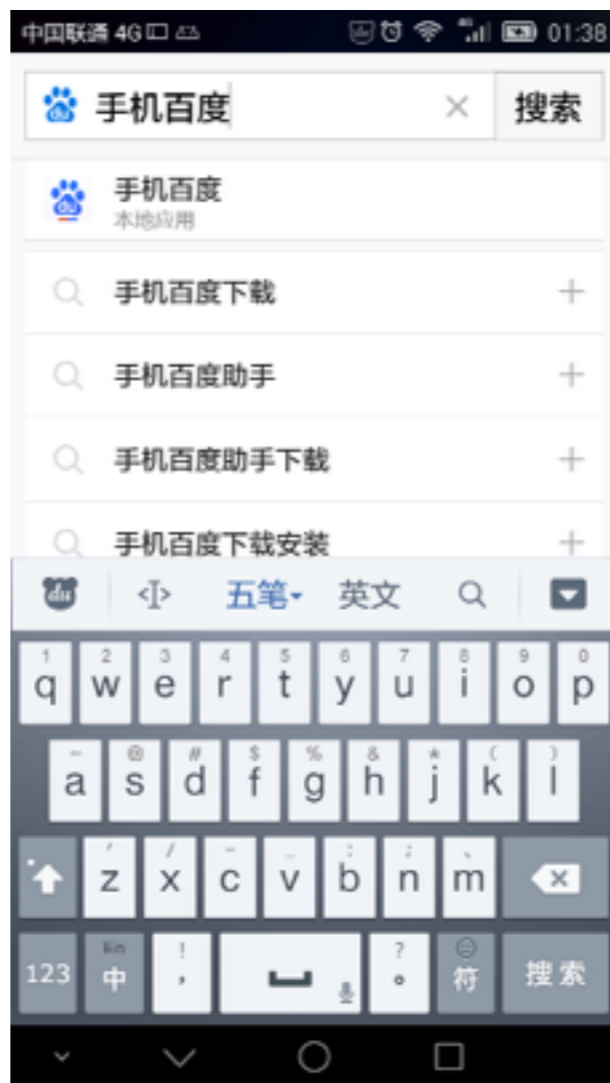 中国联通 4G 01:38
du 手机百度 搜索
du 手机百度
本地应用
手机百度下载 +
手机百度助手 +
手机百度助手下载 +
手机百度下载安装 +
du 五笔 英文
1 2 3 4 5 6 7 8 9 0
q w e r t y u i o p
~ @ # $ % & * ( )
a s d f g h j k l
z x c v b n m
123 中 , 。 符 搜索